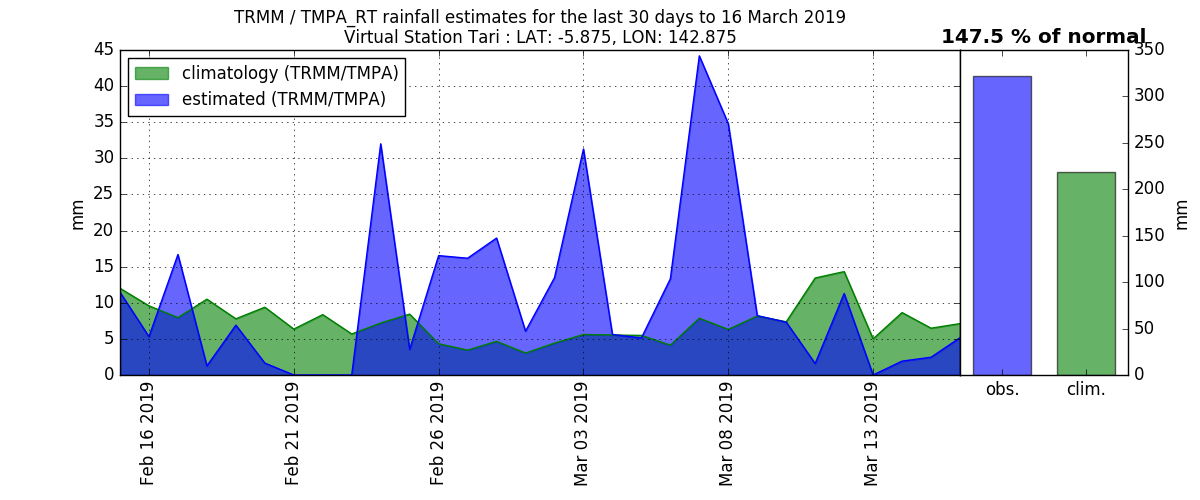 TRMM / TMPA_RT rainfall estimates for the last 30 days to 16 March 2019
Virtual Station Tari : LAT: -5.875, LON: 142.875
147.5 % of normal
climatology (TRMM/TMPA)
estimated (TRMM/TMPA)
mm
45
40
35
30
25
20
15
10
5
0
Feb 16 2019
Feb 21 2019
Feb 26 2019
Mar 03 2019
Mar 08 2019
Mar 13 2019
obs.
clim.
350
300
250
200
150
100
50
0
mm